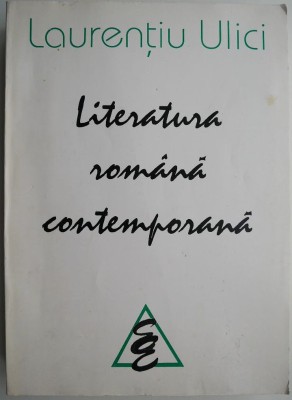 Laurențiu Ulici
Literatura
română
contemporană